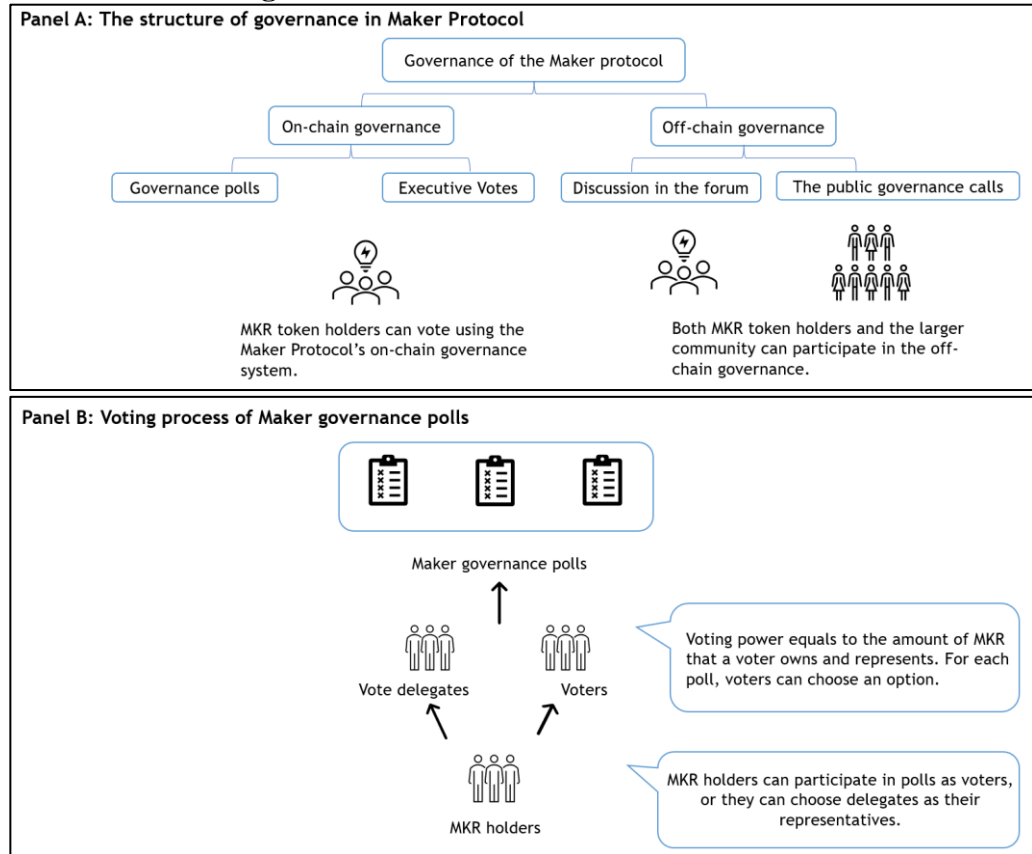 Panel A: The structure of governance in Maker Protocol
Governance of the Maker protocol
On-chain governance
Off-chain governance
Governance polls
Executive Votes
Discussion in the forum
The public governance calls
MKR token holders can vote using the
Maker Protocol’s on-chain governance
system.
Both MKR token holders and the larger
community can participate in the off-
chain governance.
Panel B: Voting process of Maker governance polls
Maker governance polls
Vote delegates
Voters
Voting power equals to the amount of MKR
that a voter owns and represents. For each
poll, voters can choose an option.
MKR holders
MKR holders can participate in polls as voters,
or they can choose delegates as their
representatives.